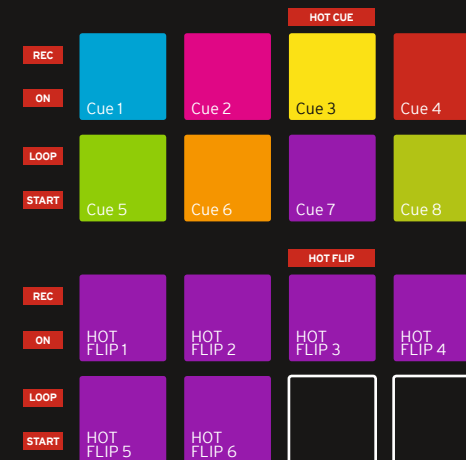 HOT CUE
REC
ON
Cue 1
Cue 2
Cue 3
Cue 4
LOOP
START
Cue 5
Cue 6
Cue 7
Cue 8
HOT FLIP
REC
ON
HOT
FLIP 1
HOT
FLIP 2
HOT
FLIP 3
HOT
FLIP 4
LOOP
START
HOT
FLIP 5
HOT
FLIP 6